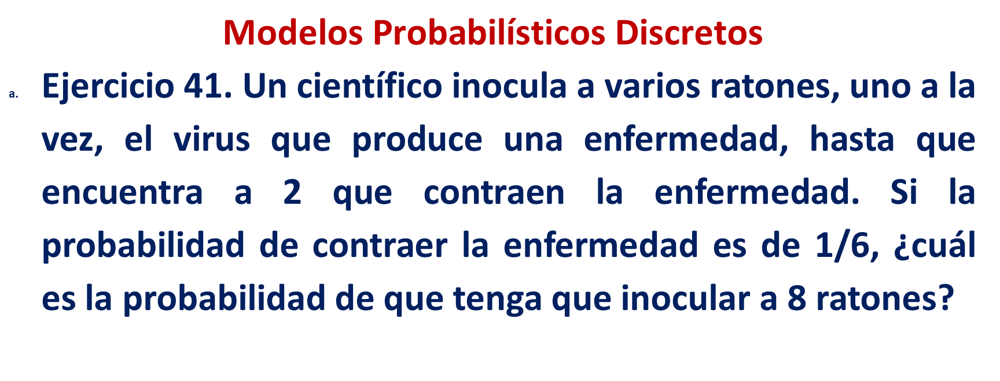 Modelos Probabilísticos Discretos
a. Ejercicio 41. Un científico inocula a varios ratones, uno a la
vez, el virus que produce una enfermedad, hasta que
encuentra a 2 que contraen la enfermedad. Si la
probabilidad de contraer la enfermedad es de 1/6, ¿cuál
es la probabilidad de que tenga que inocular a 8 ratones?